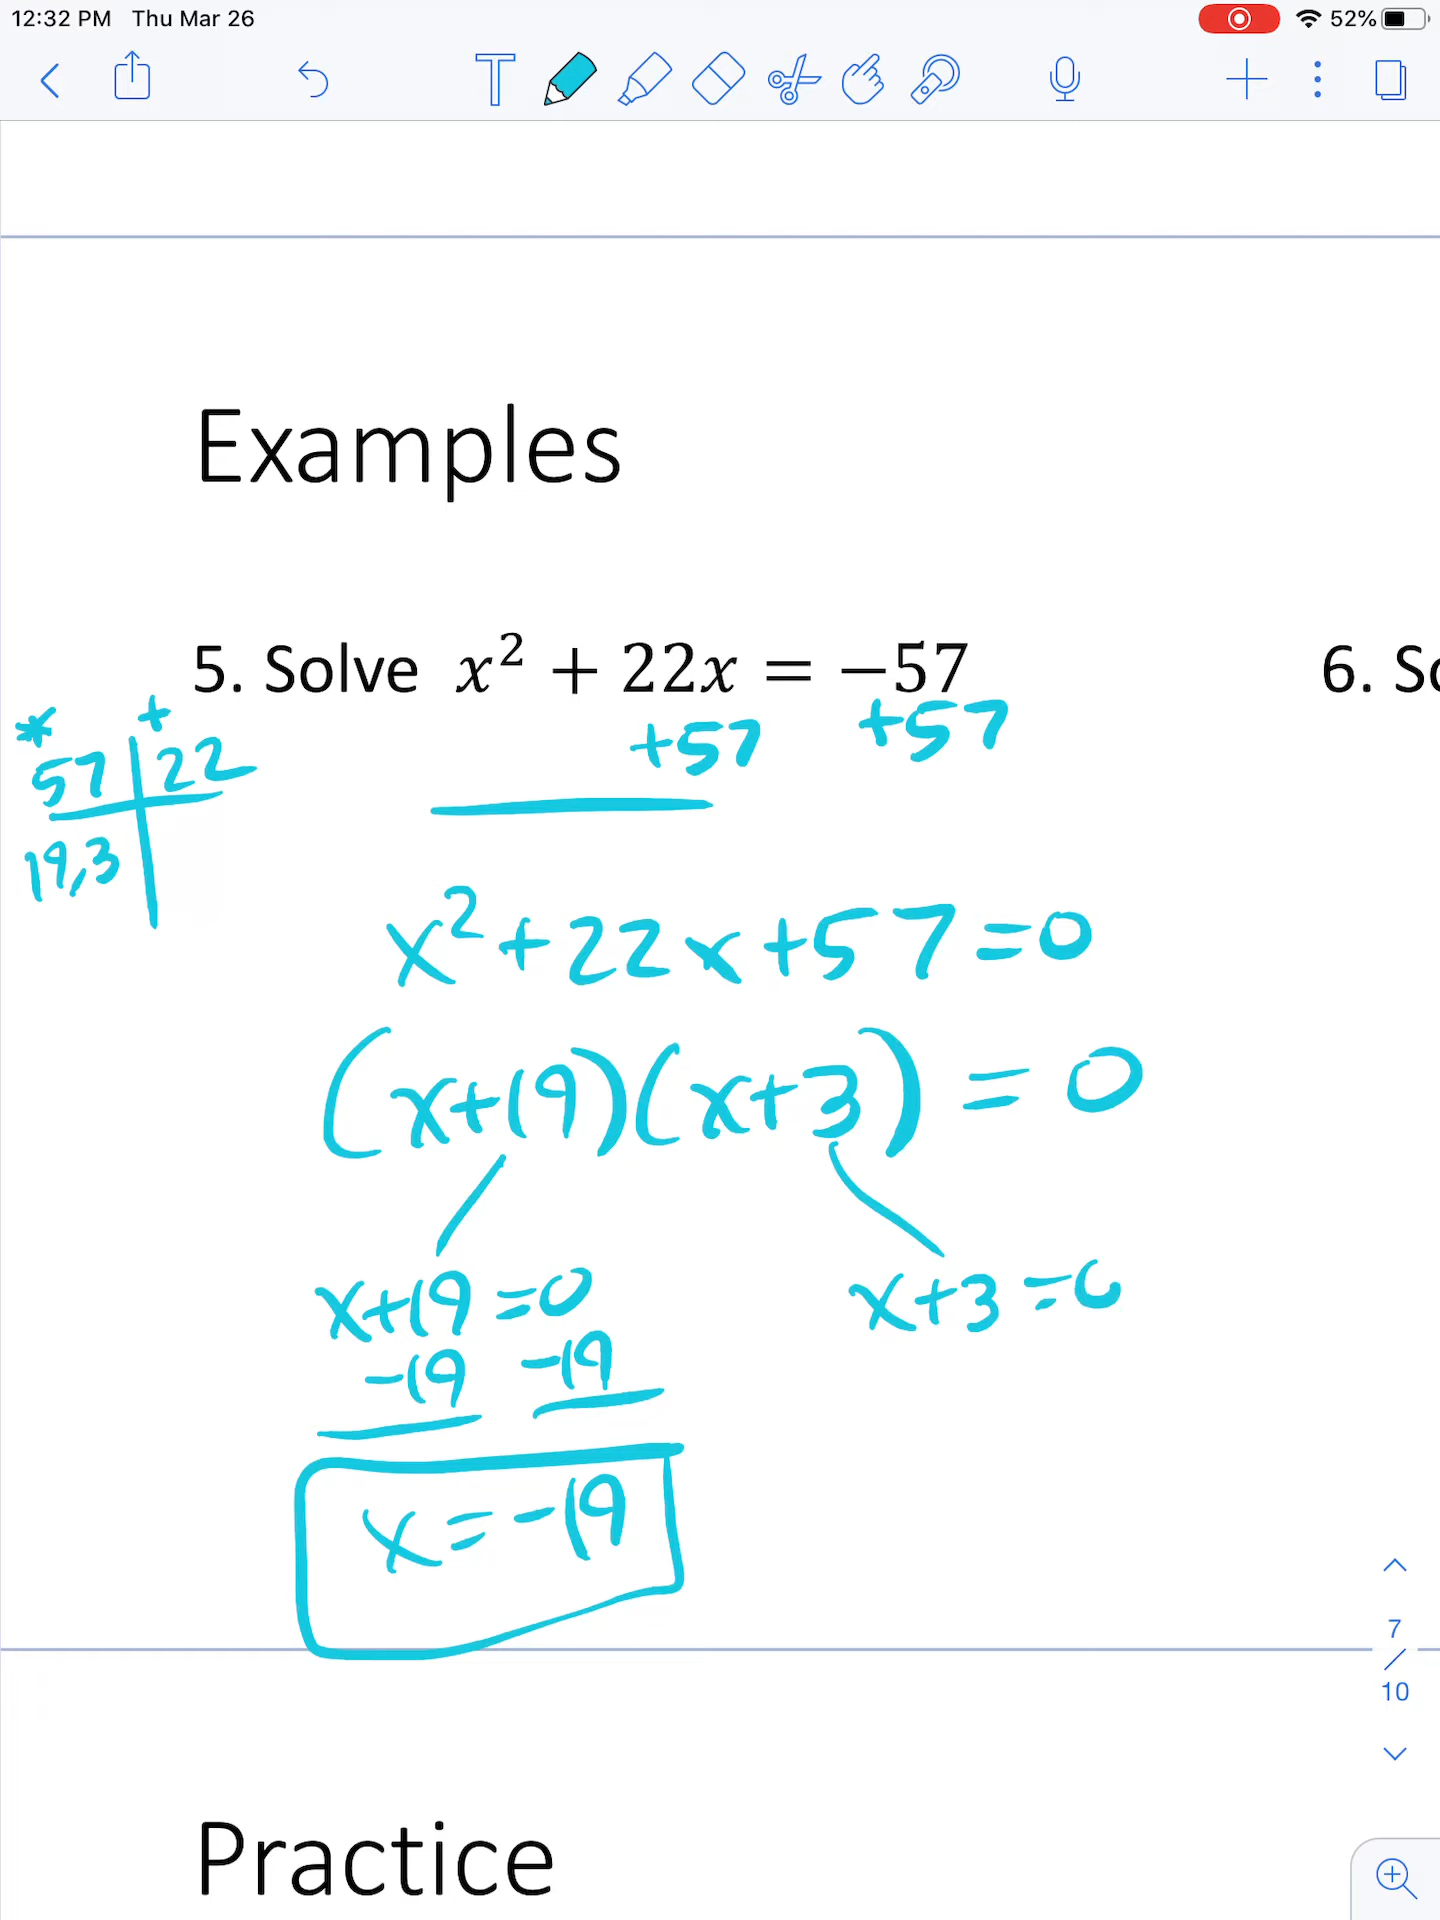 12:32 PM Thu Mar 26 52%
T
Examples
5. Solve x² + 22x = −57 6. So
* +
57 22 +57 +57
19,3
x²+22x+57=0
(x+19)(x+3) = 0
x+19=0 x+3=0
-19 -19
x=-19
7
/
10
Practice